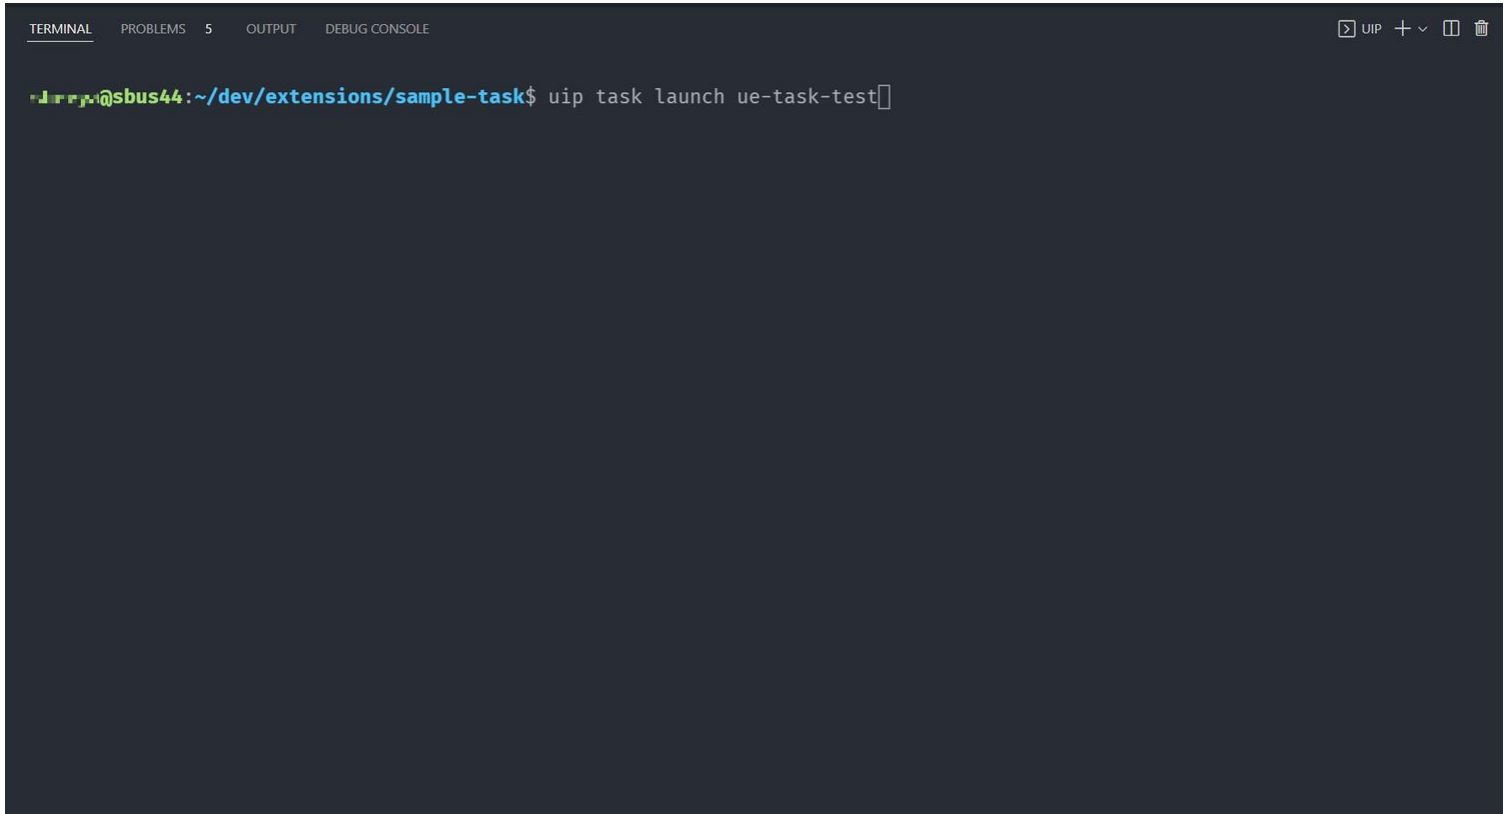 TERMINAL PROBLEMS 5 OUTPUT DEBUG CONSOLE UIP
@sbus44:~/dev/extensions/sample-task$ uip task launch ue-task-test